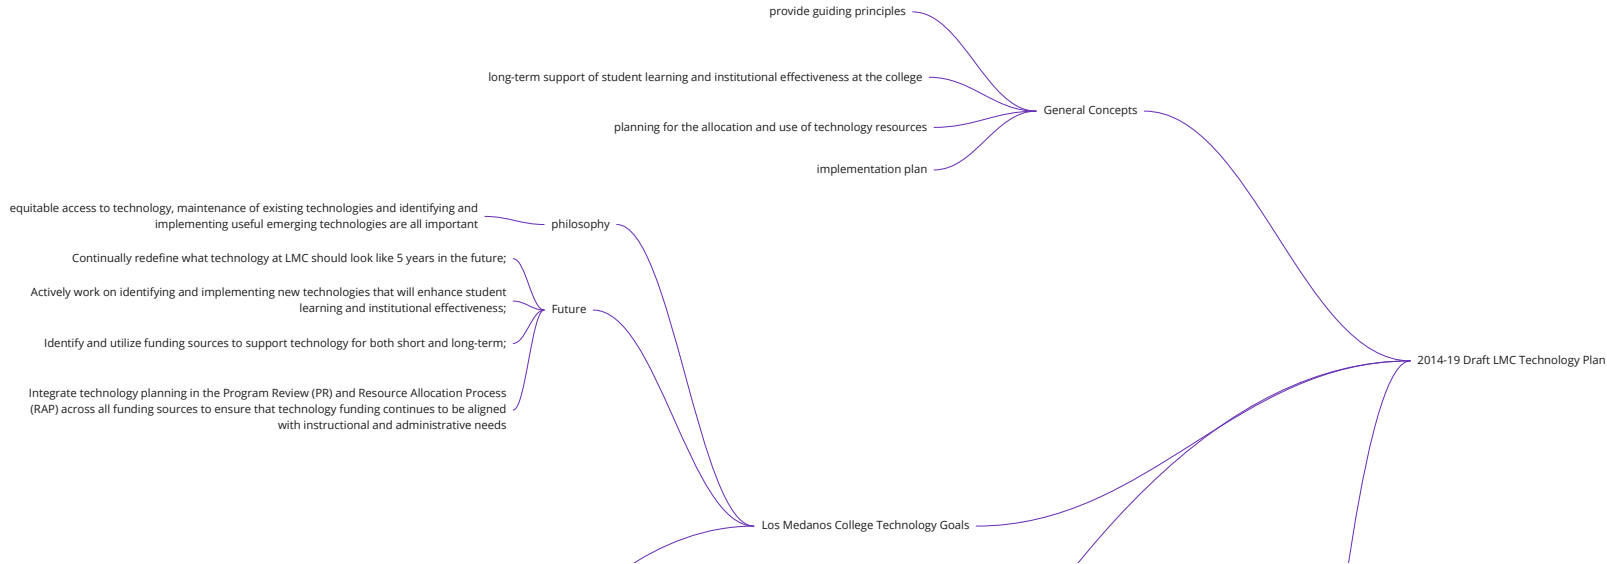 provide guiding principles
long-term support of student learning and institutional effectiveness at the college
General Concepts
planning for the allocation and use of technology resources
implementation plan
equitable access to technology, maintenance of existing technologies and identifying and
implementing useful emerging technologies are all important
philosophy
Continually redefine what technology at LMC should look like 5 years in the future;
Actively work on identifying and implementing new technologies that will enhance student
learning and institutional effectiveness;
Future
Identify and utilize funding sources to support technology for both short and long-term;
2014-19 Draft LMC Technology Plan
Integrate technology planning in the Program Review (PR) and Resource Allocation Process
(RAP) across all funding sources to ensure that technology funding continues to be aligned
with instructional and administrative needs
Los Medanos College Technology Goals